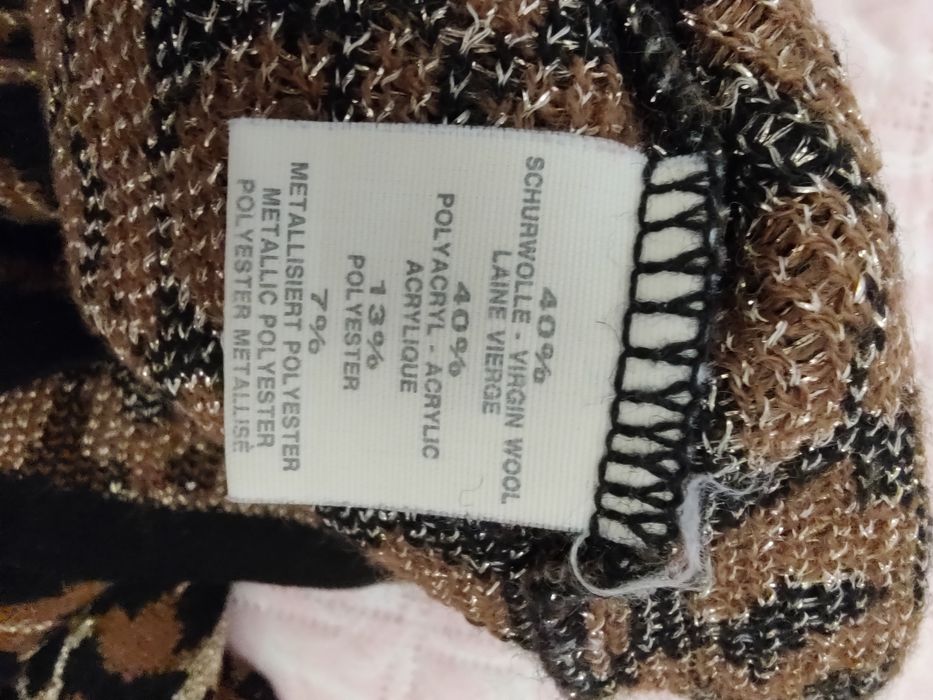 40%
SCHURWOLLE - VIRGIN WOOL
LAINE VIERGE
40%
POLYACRYL - ACRYLIC
ACRYLIQUE
13%
POLYESTER
7%
METALLISIERT POLYESTER
METALLIC POLYESTER
POLYESTER METALLISÉ